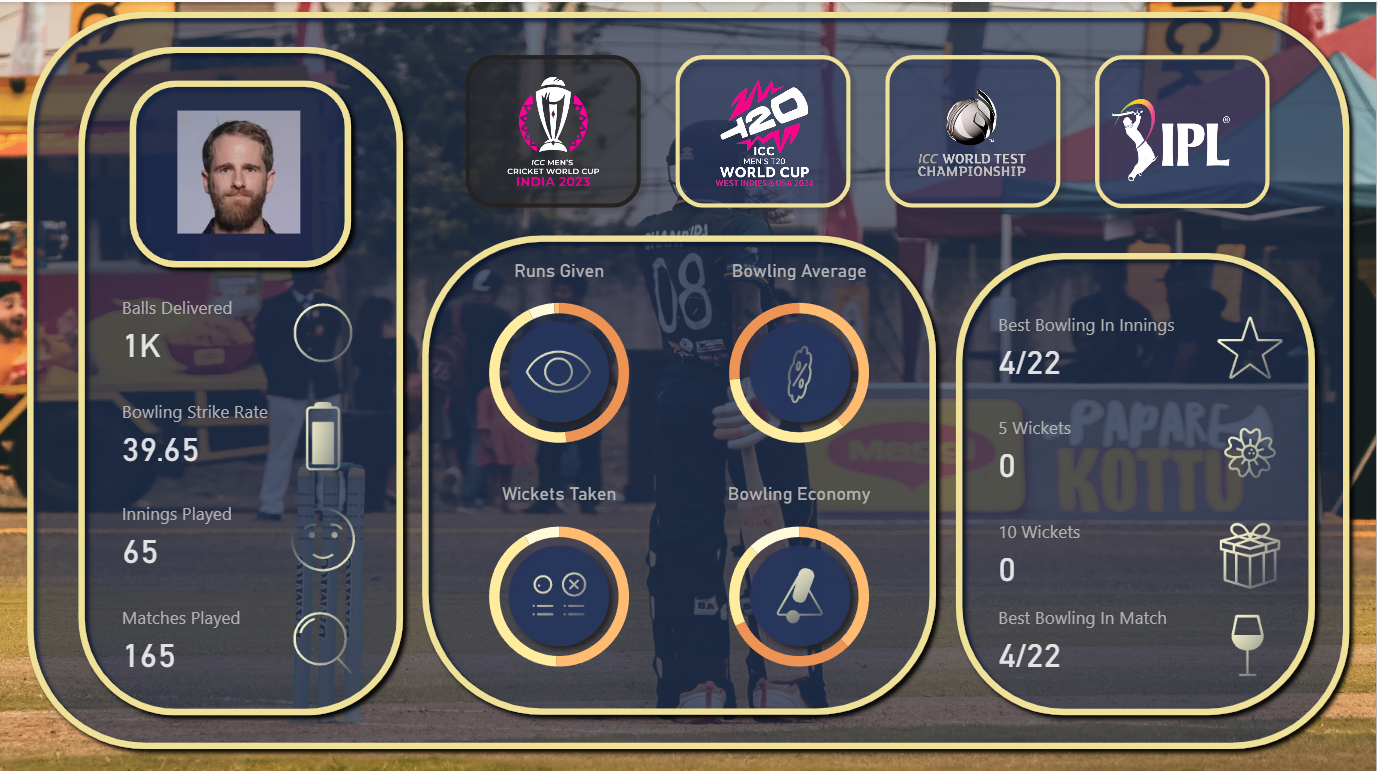 ICC MEN'S
CRICKET WORLD CUP
INDIA 2023
T20
ICC
MEN'S T20
WORLD CUP
WEST INDIES & USA 2024
ICC WORLD TEST
CHAMPIONSHIP
IPL
Balls Delivered
1K
Bowling Strike Rate
39.65
Innings Played
65
Matches Played
165
Runs Given
Bowling Average
Wickets Taken
Bowling Economy
08
Best Bowling In Innings
4/22
5 Wickets
0
10 Wickets
0
Best Bowling In Match
4/22
Maggi
PAPARE
KOTTU